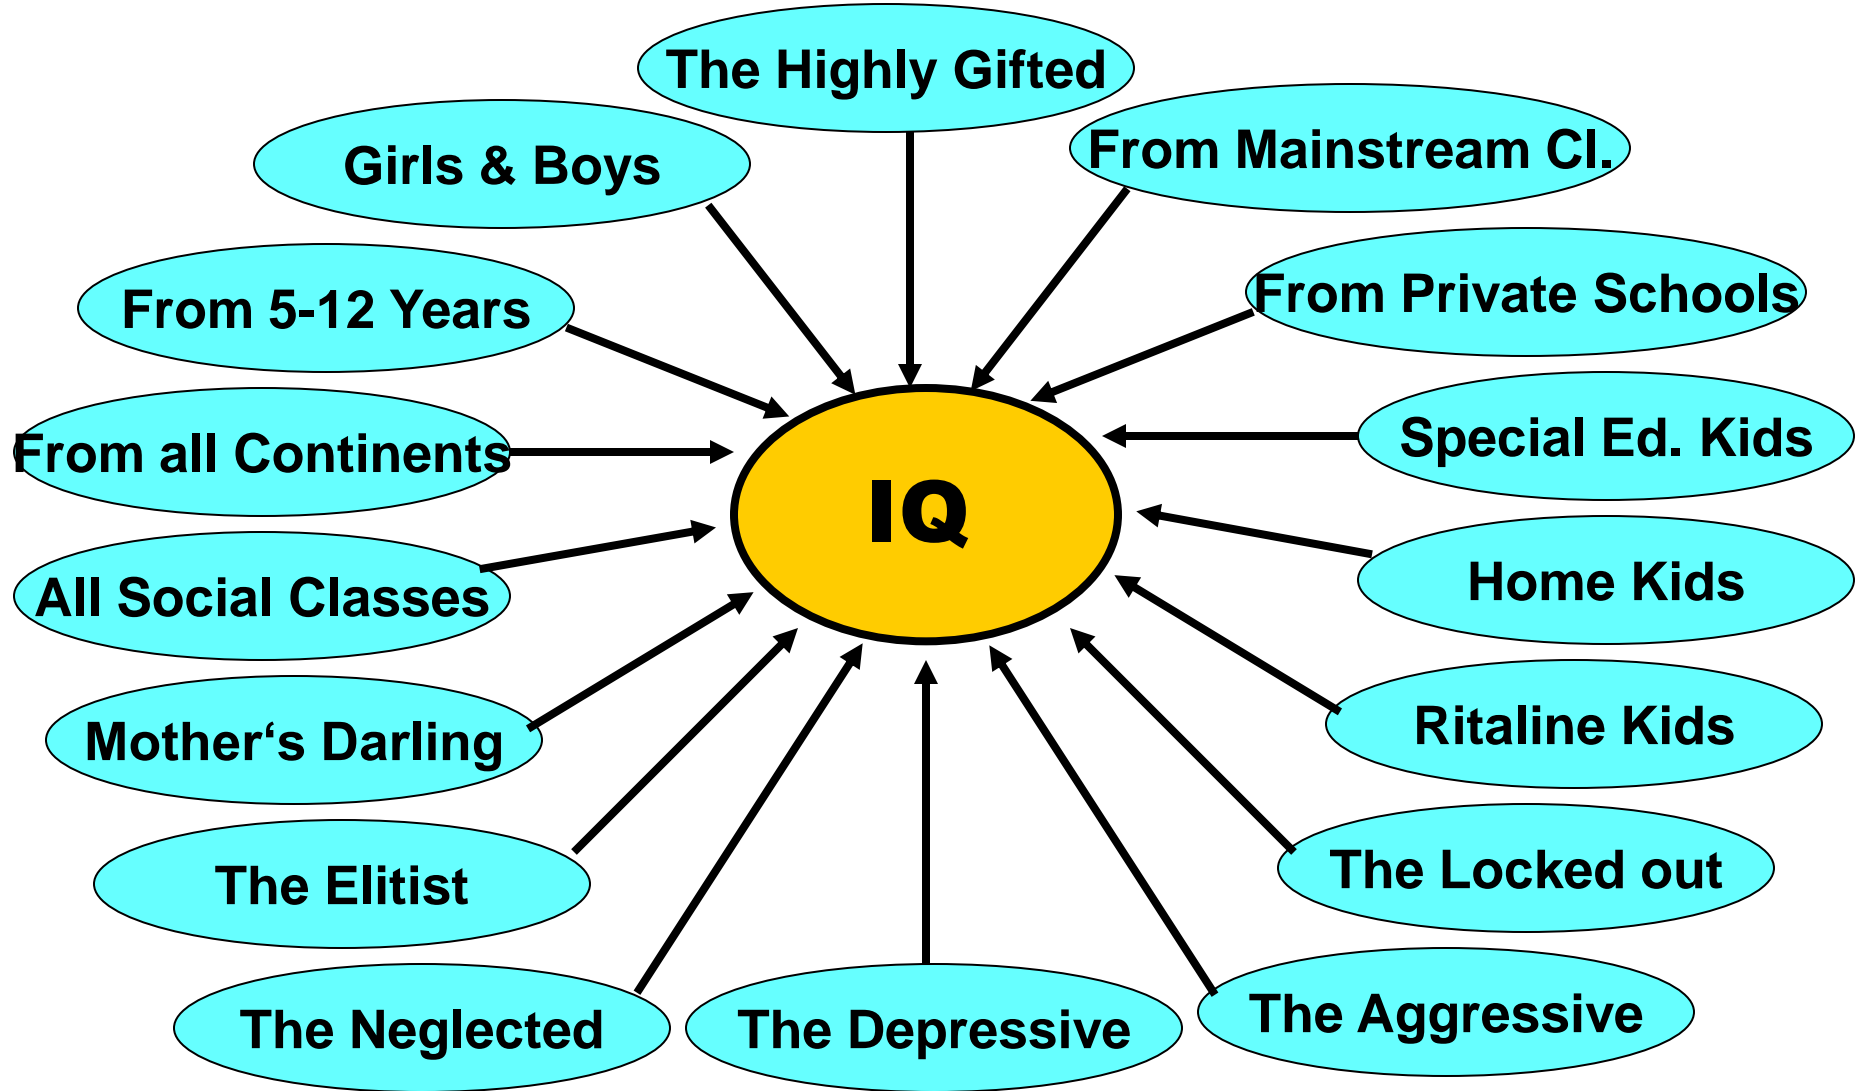 The Highly Gifted
From Mainstream Cl.
Girls & Boys
From Private Schools
From 5-12 Years
Special Ed. Kids
From all Continents
IQ
Home Kids
All Social Classes
Ritaline Kids
Mother‘s Darling
The Locked out
The Elitist
The Aggressive
The Neglected
The Depressive